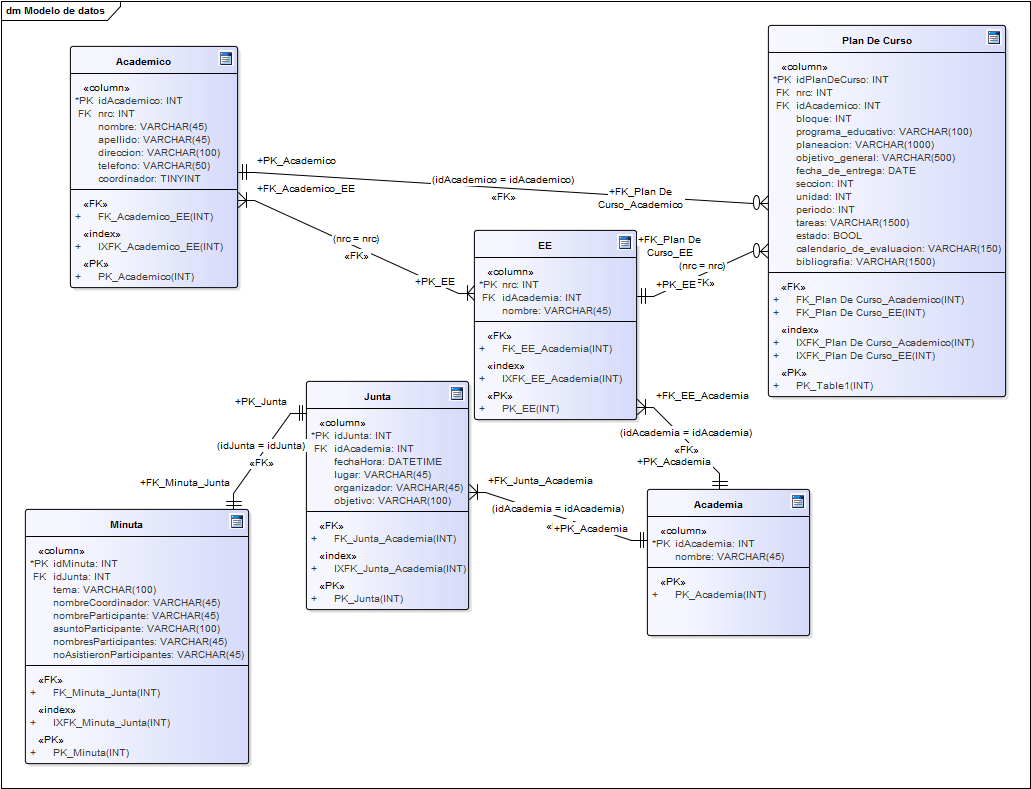 dm Modelo de datos
Academico
«column»
*PK idAcademico: INT
FK nrc: INT
nombre: VARCHAR(45)
apellido: VARCHAR(45)
direccion: VARCHAR(100)
telefono: VARCHAR(50)
coordinador: TINYINT
«FK»
+ FK_Academico_EE(INT)
«index»
+ IXFK_Academico_EE(INT)
«PK»
+ PK_Academico(INT)
Plan De Curso
«column»
*PK idPlanDeCurso: INT
FK nrc: INT
FK idAcademico: INT
bloque: INT
programa_educativo: VARCHAR(100)
planeacion: VARCHAR(1000)
objetivo_general: VARCHAR(500)
fecha_de_entrega: DATE
seccion: INT
unidad: INT
periodo: INT
tareas: VARCHAR(1500)
estado: BOOL
calendario_de_evaluacion: VARCHAR(150)
bibliografia: VARCHAR(1500)
«FK»
+ FK_Plan De Curso_Academico(INT)
+ FK_Plan De Curso_EE(INT)
«index»
+ IXFK_Plan De Curso_Academico(INT)
+ IXFK_Plan De Curso_EE(INT)
«PK»
+ PK_Table1(INT)
+PK_Academico
(idAcademico = idAcademico)
«FK»
+FK_Plan De
Curso_Academico
+FK_Academico_EE
(nrc = nrc)
«FK»
+PK_EE
EE
«column»
*PK nrc: INT
FK idAcademia: INT
nombre: VARCHAR(45)
«FK»
+ FK_EE_Academia(INT)
«index»
+ IXFK_EE_Academia(INT)
«PK»
+ PK_EE(INT)
+FK_Plan De
Curso_EE
(nrc = nrc)
+PK_EE
FK»
+FK_EE_Academia
(idAcademia = idAcademia)
«FK»
+PK_Academia
Junta
«column»
*PK idJunta: INT
FK idAcademia: INT
fechaHora: DATETIME
lugar: VARCHAR(45)
organizador: VARCHAR(45)
objetivo: VARCHAR(100)
«FK»
+ FK_Junta_Academia(INT)
«index»
+ IXFK_Junta_Academia(INT)
«PK»
+ PK_Junta(INT)
+PK_Junta
(idJunta = idJunta)
«FK»
+FK_Minuta_Junta
+FK_Junta_Academia
(idAcademia = idAcademia)
«
+PK_Academia
Academia
«column»
*PK idAcademia: INT
nombre: VARCHAR(45)
«PK»
+ PK_Academia(INT)
Minuta
«column»
*PK idMinuta: INT
FK idJunta: INT
tema: VARCHAR(100)
nombreCoordinador: VARCHAR(45)
nombreParticipante: VARCHAR(45)
asuntoParticipante: VARCHAR(100)
nombresParticipantes: VARCHAR(45)
noAsistieronParticipantes: VARCHAR(45)
«FK»
+ FK_Minuta_Junta(INT)
«index»
+ IXFK_Minuta_Junta(INT)
«PK»
+ PK_Minuta(INT)